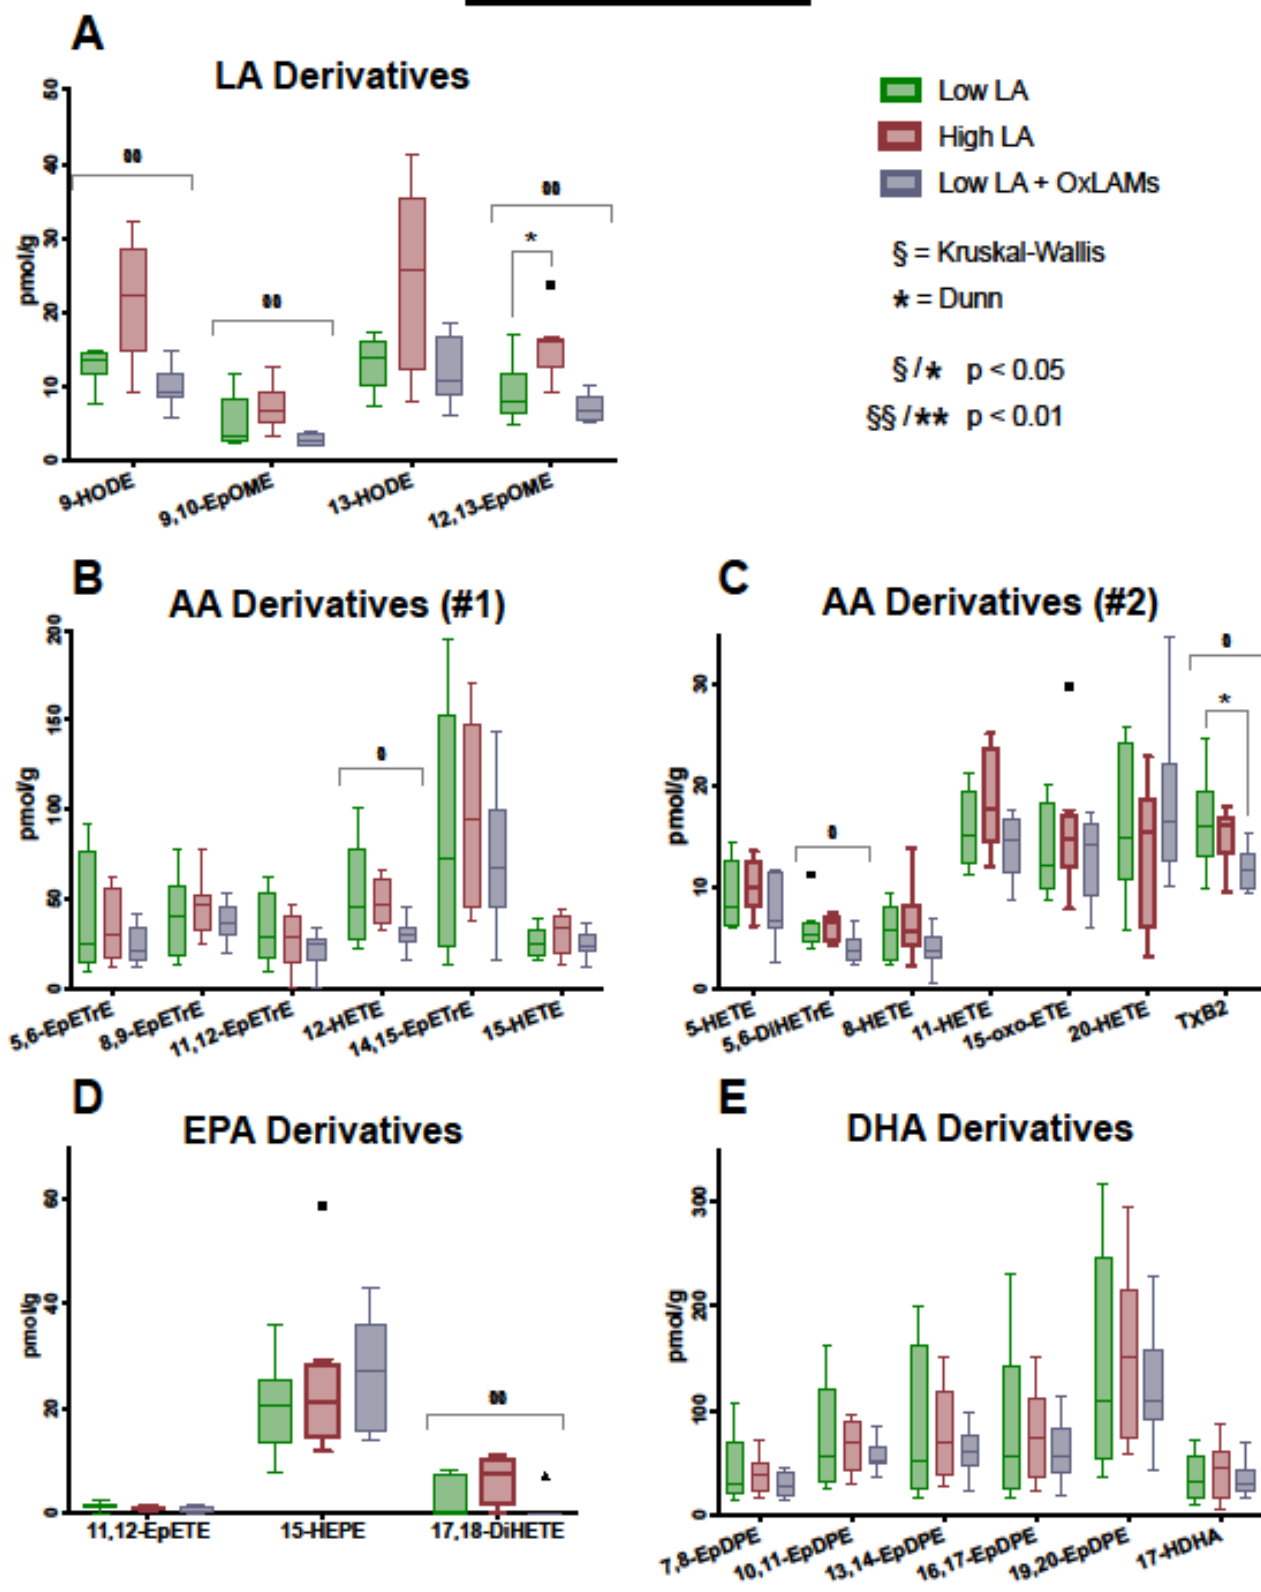 A
LA Derivatives
50
40
30
20
10
0
pmol/g
§§
§§
§§
*
9-HODE
9,10-EpOME
13-HODE
12,13-EpOME
Low LA
High LA
Low LA + OxLAMs
§ = Kruskal-Wallis
* = Dunn
§ / * p < 0.05
§§ / ** p < 0.01
B
AA Derivatives (#1)
200
150
100
50
0
pmol/g
§
5,6-EpETrE
8,9-EpETrE
11,12-EpETrE
12-HETE
14,15-EpETrE
15-HETE
C
AA Derivatives (#2)
30
20
10
0
pmol/g
§
§
*
5-HETE
5,6-DiHETrE
8-HETE
11-HETE
15-oxo-ETE
20-HETE
TXB2
D
EPA Derivatives
60
40
20
0
pmol/g
§§
11,12-EpETE
15-HEPE
17,18-DiHETE
E
DHA Derivatives
300
200
100
0
pmol/g
7,8-EpDPE
10,11-EpDPE
13,14-EpDPE
16,17-EpDPE
19,20-EpDPE
17-HDHA